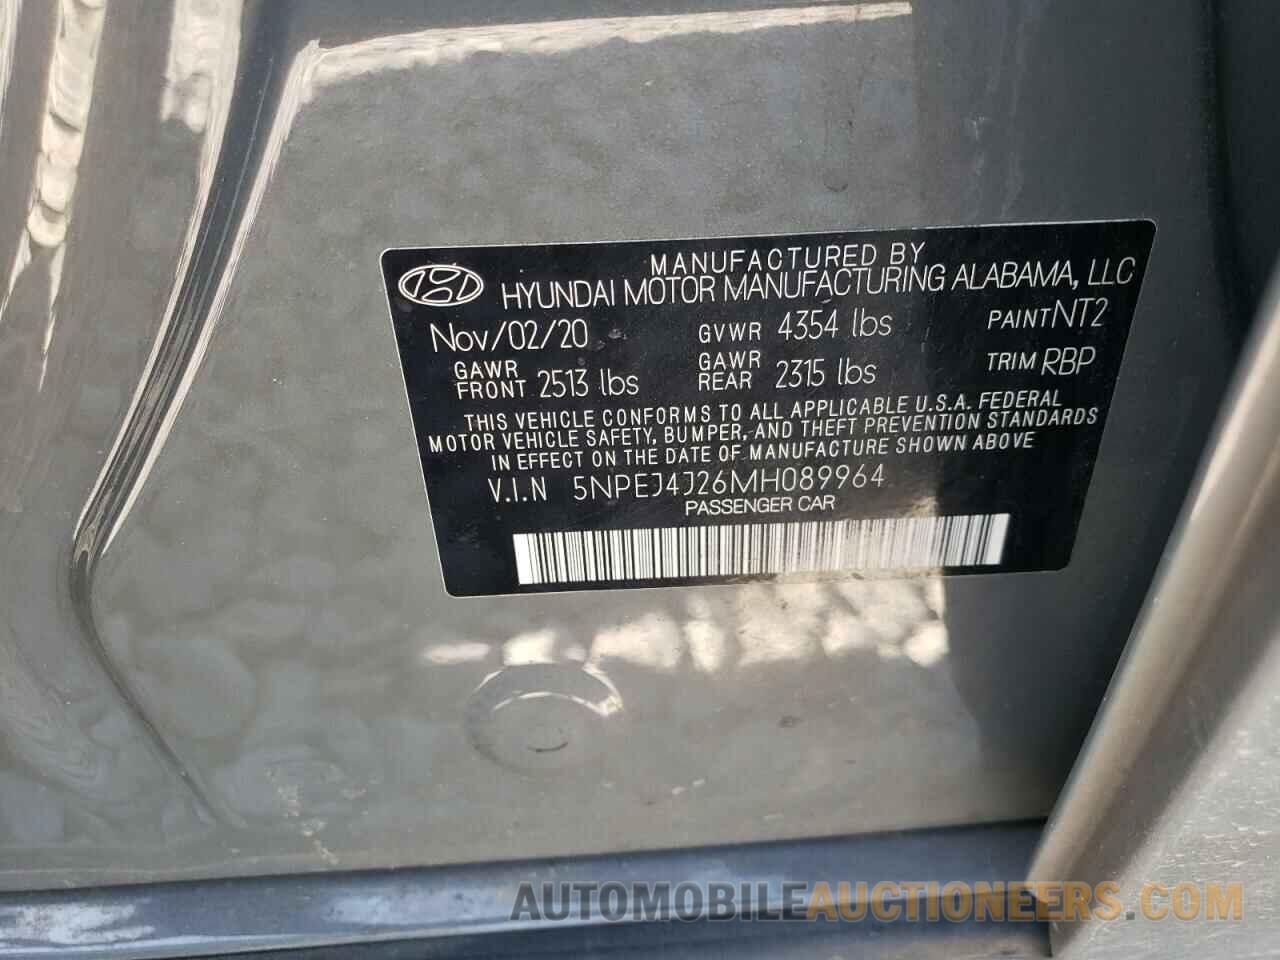 MANUFACTURED BY
HYUNDAI MOTOR MANUFACTURING ALABAMA, LLC
Nov/02/20 GVWR 4354 lbs PAINT NT2
GAWR FRONT 2513 lbs GAWR REAR 2315 lbs TRIM RBP
THIS VEHICLE CONFORMS TO ALL APPLICABLE U.S.A. FEDERAL
MOTOR VEHICLE SAFETY, BUMPER, AND THEFT PREVENTION STANDARDS
IN EFFECT ON THE DATE OF MANUFACTURE SHOWN ABOVE
V.I.N 5NPEJ4J26MH089964
PASSENGER CAR
AUTOMOBILEAUCTIONEERS.COM